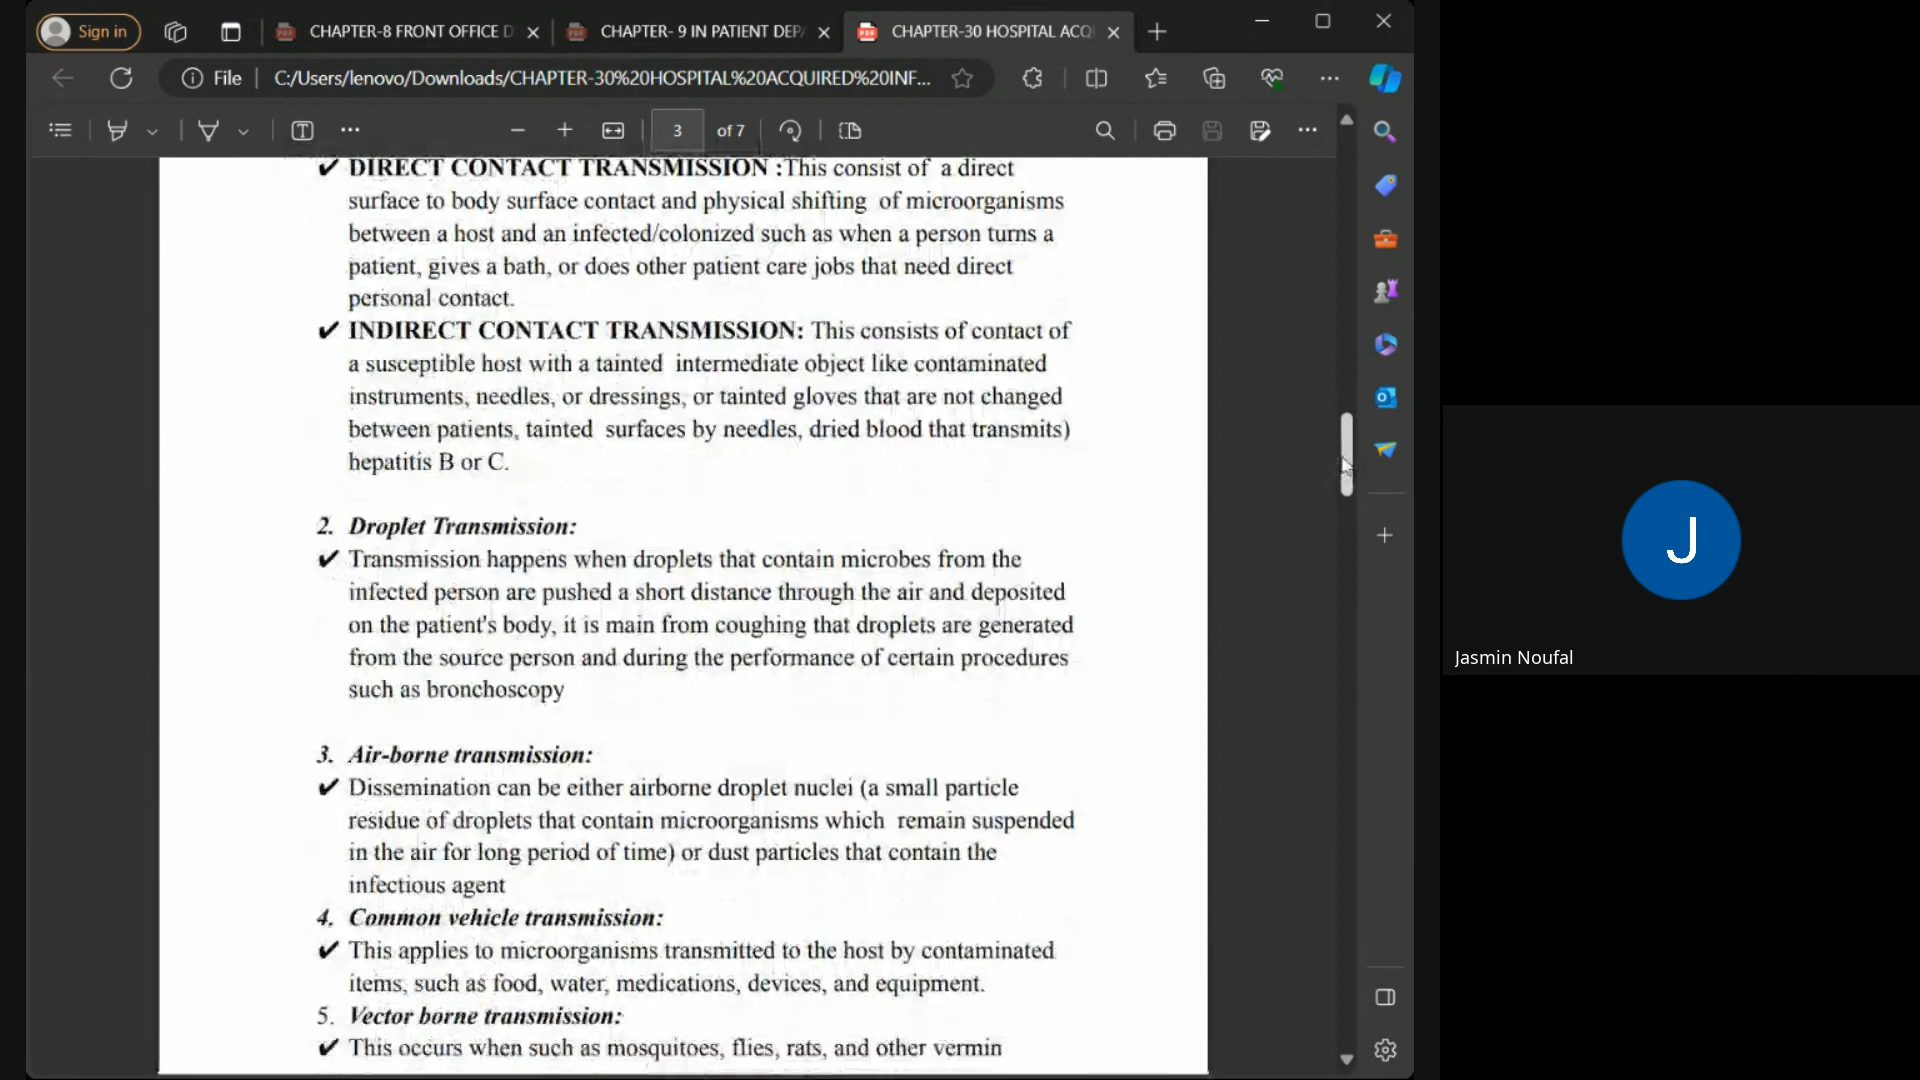 Sign in
CHAPTER-8 FRONT OFFICE D
CHAPTER- 9 IN PATIENT DEP
CHAPTER-30 HOSPITAL ACQ
File
C:/Users/lenovo/Downloads/CHAPTER-30%20HOSPITAL%20ACQUIRED%20INF...
3 of 7
✔ DIRECT CONTACT TRANSMISSION :This consist of a direct
surface to body surface contact and physical shifting of microorganisms
between a host and an infected/colonized such as when a person turns a
patient, gives a bath, or does other patient care jobs that need direct
personal contact.
✔ INDIRECT CONTACT TRANSMISSION: This consists of contact of
a susceptible host with a tainted intermediate object like contaminated
instruments, needles, or dressings, or tainted gloves that are not changed
between patients, tainted surfaces by needles, dried blood that transmits)
hepatitis B or C.
2. Droplet Transmission:
✔ Transmission happens when droplets that contain microbes from the
infected person are pushed a short distance through the air and deposited
on the patient's body, it is main from coughing that droplets are generated
from the source person and during the performance of certain procedures
such as bronchoscopy
3. Air-borne transmission:
✔ Dissemination can be either airborne droplet nuclei (a small particle
residue of droplets that contain microorganisms which remain suspended
in the air for long period of time) or dust particles that contain the
infectious agent
4. Common vehicle transmission:
✔ This applies to microorganisms transmitted to the host by contaminated
items, such as food, water, medications, devices, and equipment.
5. Vector borne transmission:
✔ This occurs when such as mosquitoes, flies, rats, and other vermin
J
Jasmin Noufal